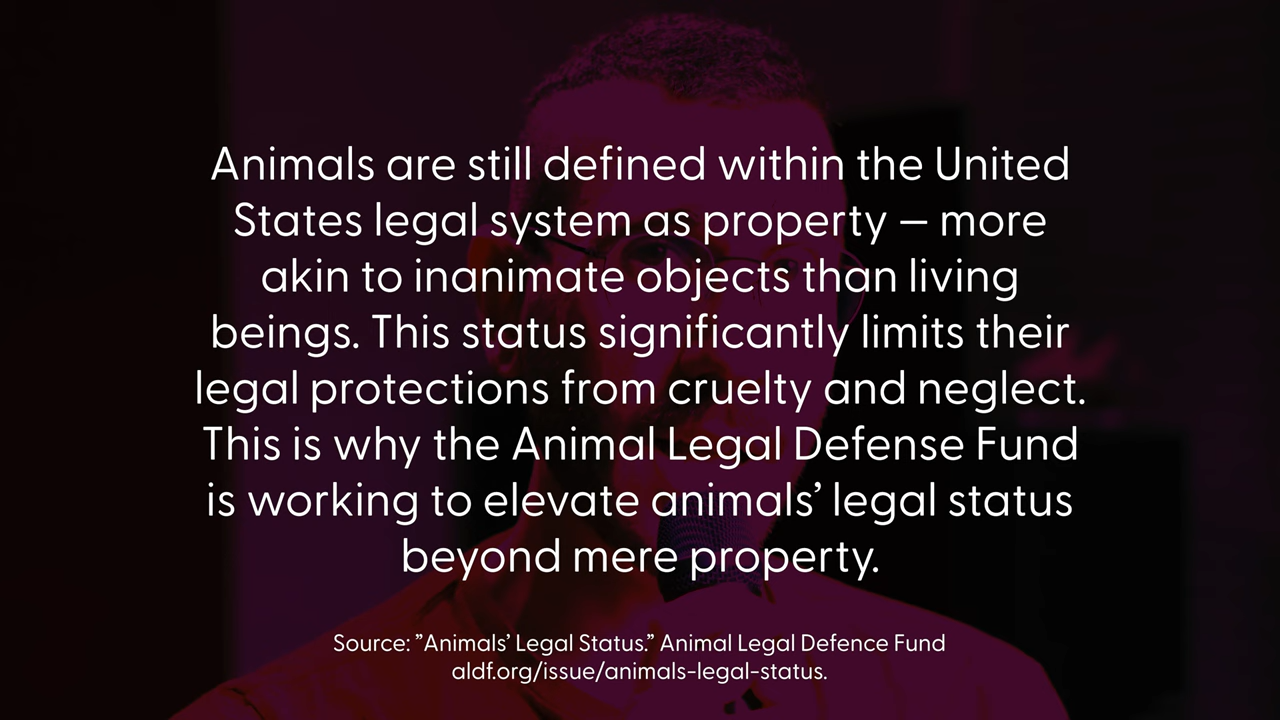 Animals are still defined within the United
States legal system as property – more
akin to inanimate objects than living
beings. This status significantly limits their
legal protections from cruelty and neglect.
This is why the Animal Legal Defense Fund
is working to elevate animals’ legal status
beyond mere property.
Source: ”Animals’ Legal Status.” Animal Legal Defence Fund
aldf.org/issue/animals-legal-status.